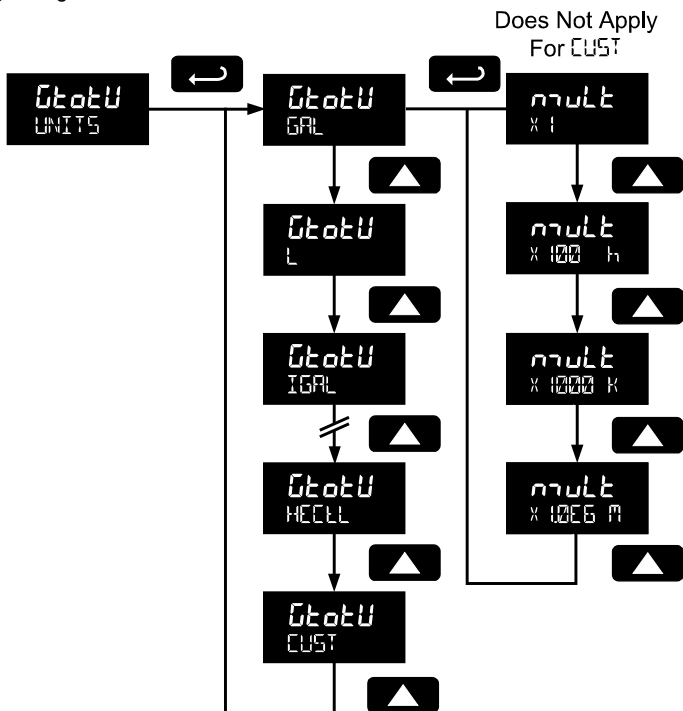 Does Not Apply
For CUST
GtotU
UNITS
GtotU
GAL
mult
X 1
GtotU
L
mult
X 100 h
GtotU
IGAL
mult
X 1000 K
GtotU
HECtL
mult
X 1.0E6 M
GtotU
CUST